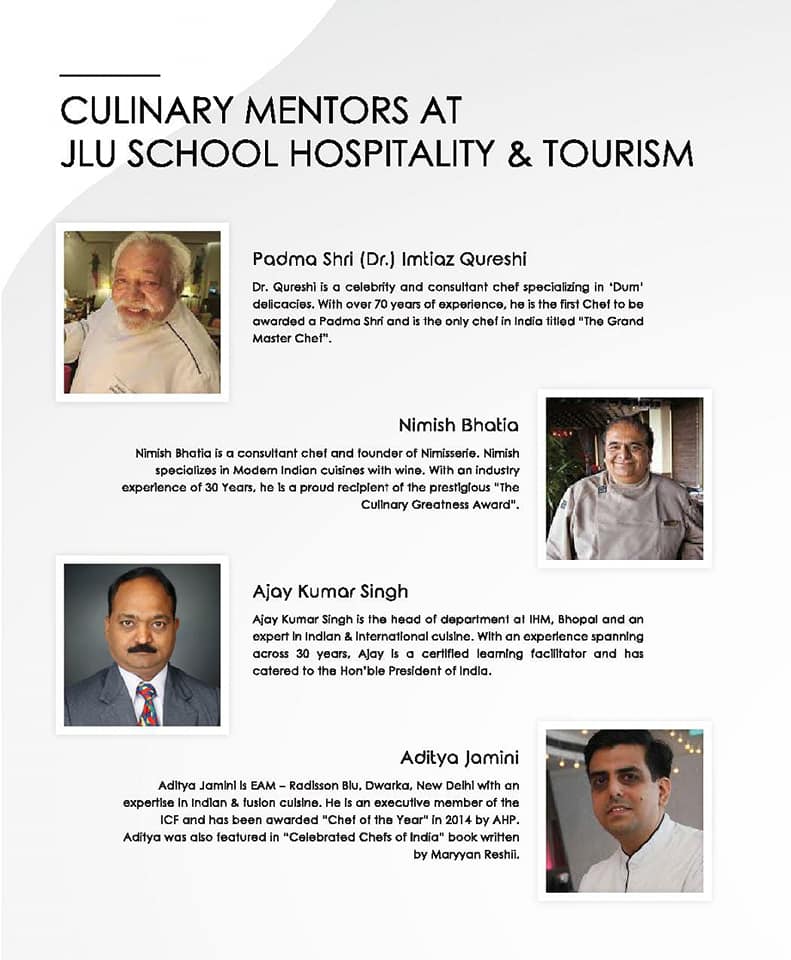 CULINARY MENTORS AT
JLU SCHOOL HOSPITALITY & TOURISM
Padma Shri (Dr.) Imtiaz Qureshi
Dr. Qureshi is a celebrity and consultant chef specializing in ‘Dum’
delicacies. With over 70 years of experience, he is the first Chef to be
awarded a Padma Shri and is the only chef in India titled “The Grand
Master Chef”.
Nimish Bhatia
Nimish Bhatia is a consultant chef and founder of Nimisserie. Nimish
specializes in Modern Indian cuisines with wine. With an industry
experience of 30 Years, he is a proud recipient of the prestigious “The
Culinary Greatness Award”.
Ajay Kumar Singh
Ajay Kumar Singh is the head of department at IHM, Bhopal and an
expert in Indian & International cuisine. With an experience spanning
across 30 years, Ajay is a certified learning facilitator and has
catered to the Hon’ble President of India.
Aditya Jamini
Aditya Jamini is EAM – Radisson Blu, Dwarka, New Delhi with an
expertise in Indian & fusion cuisine. He is an executive member of the
ICF and has been awarded “Chef of the Year” in 2014 by AHP.
Aditya was also featured in “Celebrated Chefs of India” book written
by Maryyan Reshii.